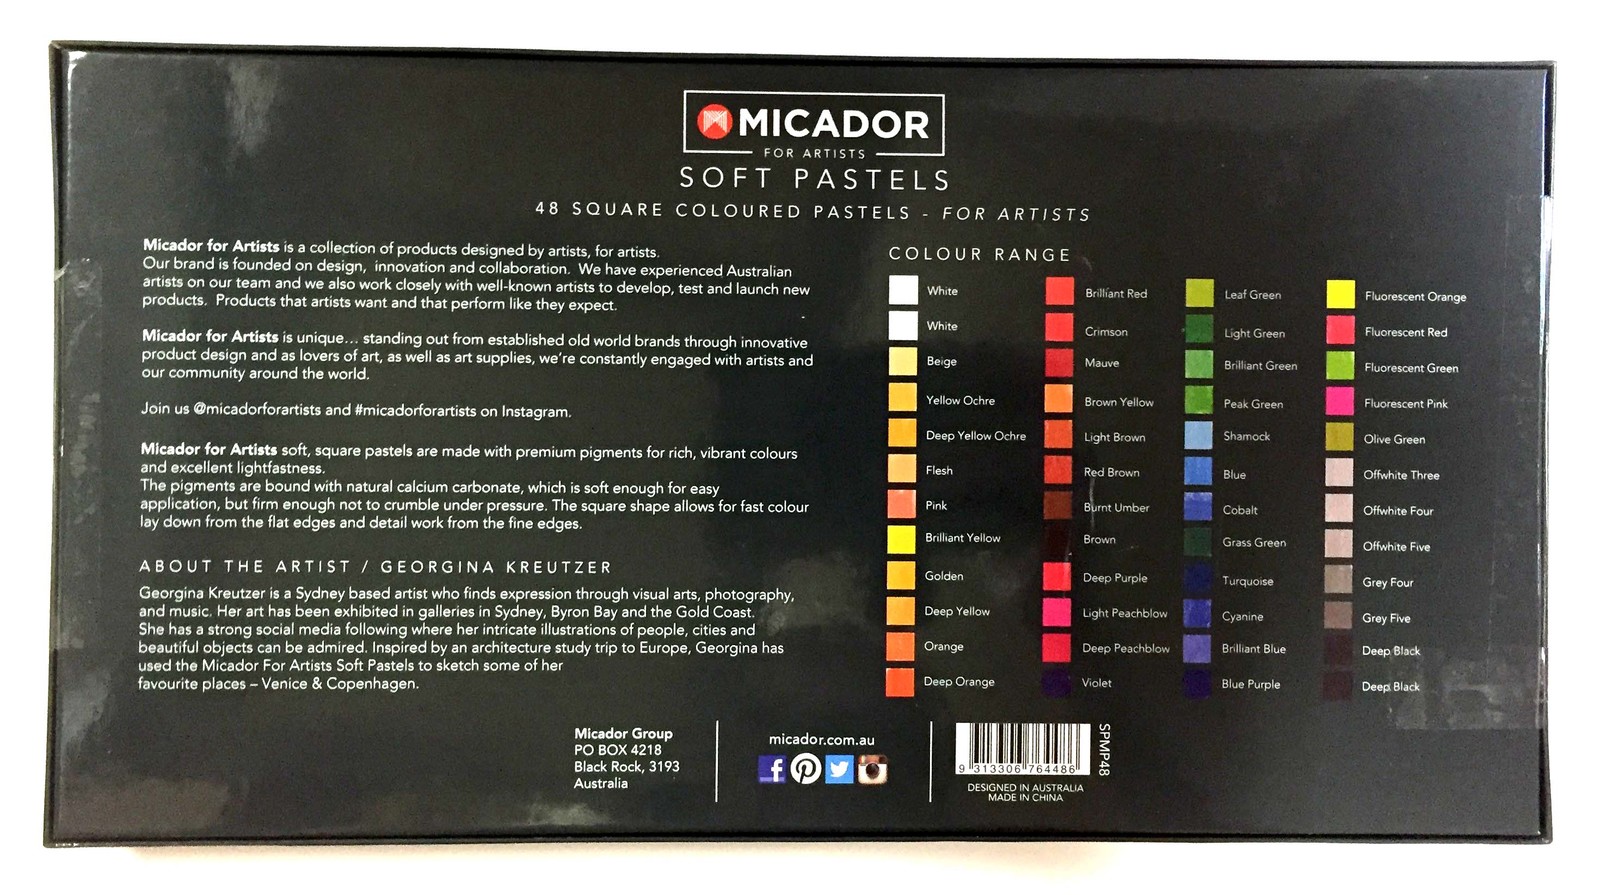 MICADOR
FOR ARTISTS
SOFT PASTELS
48 SQUARE COLOURED PASTELS - FOR ARTISTS
Micador for Artists is a collection of products designed by artists, for artists.
Our brand is founded on design, innovation and collaboration. We have experienced Australian
artists on our team and we also work closely with well-known artists to develop, test and launch new
products. Products that artists want and that perform like they expect.
Micador for Artists is unique... standing out from established old world brands through innovative
product design and as lovers of art, as well as art supplies, we're constantly engaged with artists and
our community around the world.
Join us @micadorforartists and #micadorforartists on Instagram.
Micador for Artists soft, square pastels are made with premium pigments for rich, vibrant colours
and excellent lightfastness.
The pigments are bound with natural calcium carbonate, which is soft enough for easy
application, but firm enough not to crumble under pressure. The square shape allows for fast colour
lay down from the flat edges and detail work from the fine edges.
ABOUT THE ARTIST / GEORGINA KREUTZER
Georgina Kreutzer is a Sydney based artist who finds expression through visual arts, photography,
and music. Her art has been exhibited in galleries in Sydney, Byron Bay and the Gold Coast.
She has a strong social media following where her intricate illustrations of people, cities and
beautiful objects can be admired. Inspired by an architecture study trip to Europe, Georgina has
used the Micador For Artists Soft Pastels to sketch some of her
favourite places – Venice & Copenhagen.
COLOUR RANGE
White
White
Beige
Yellow Ochre
Deep Yellow Ochre
Flesh
Pink
Brilliant Yellow
Golden
Deep Yellow
Orange
Deep Orange
Brilliant Red
Crimson
Mauve
Brown Yellow
Light Brown
Red Brown
Burnt Umber
Brown
Deep Purple
Light Peachblow
Deep Peachblow
Violet
Leaf Green
Light Green
Brilliant Green
Peak Green
Shamock
Blue
Cobalt
Grass Green
Turquoise
Cyanine
Brilliant Blue
Blue Purple
Fluorescent Orange
Fluorescent Red
Fluorescent Green
Fluorescent Pink
Olive Green
Offwhite Three
Offwhite Four
Offwhite Five
Grey Four
Grey Five
Deep Black
Deep Black
Micador Group
PO BOX 4218
Black Rock, 3193
Australia
micador.com.au
9 313306 764486
SPMP48
DESIGNED IN AUSTRALIA
MADE IN CHINA